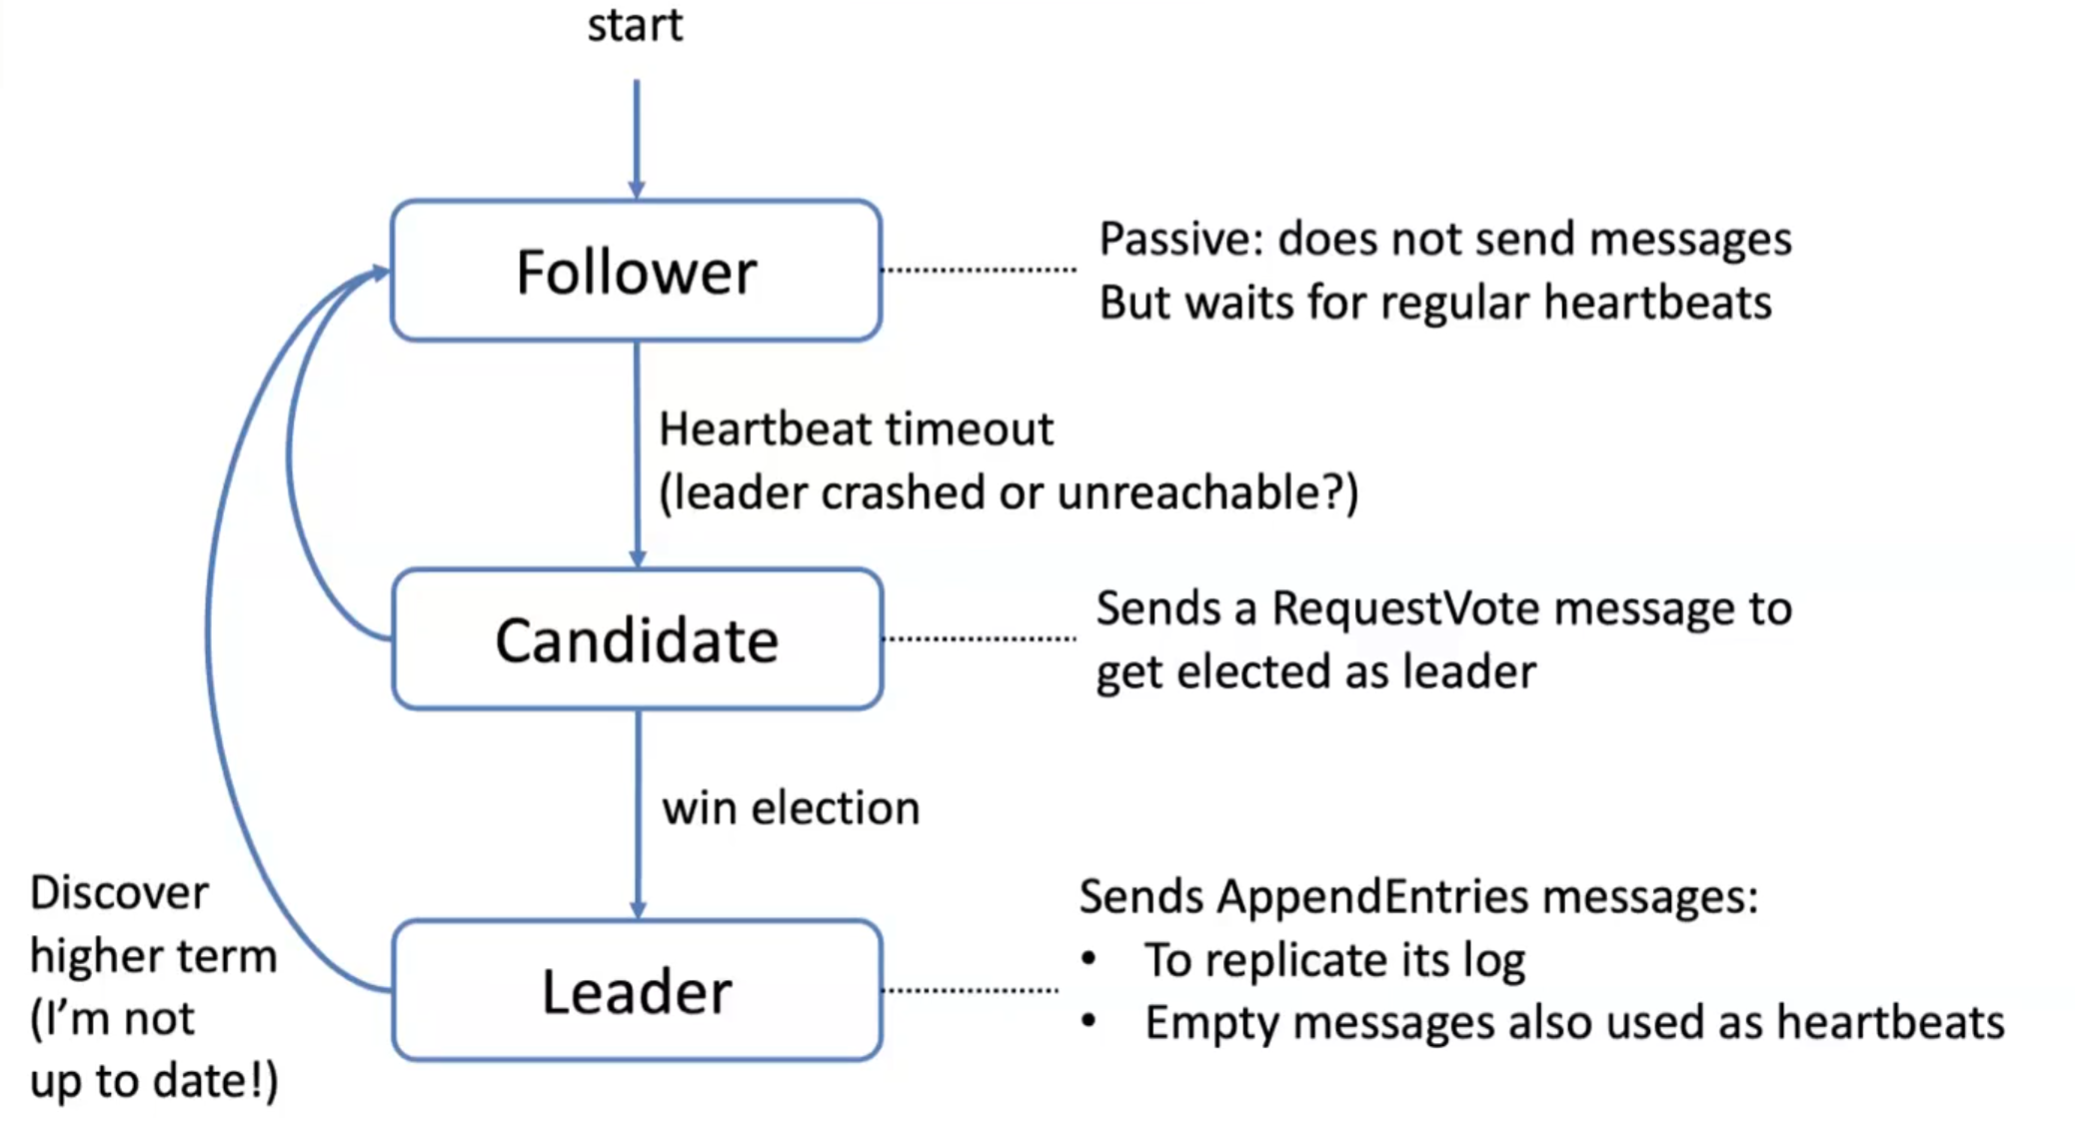 start
Follower
Passive: does not send messages
But waits for regular heartbeats
Heartbeat timeout
(leader crashed or unreachable?)
Candidate
Sends a RequestVote message to
get elected as leader
win election
Discover
higher term
(I’m not
up to date!)
Leader
Sends AppendEntries messages:
• To replicate its log
• Empty messages also used as heartbeats